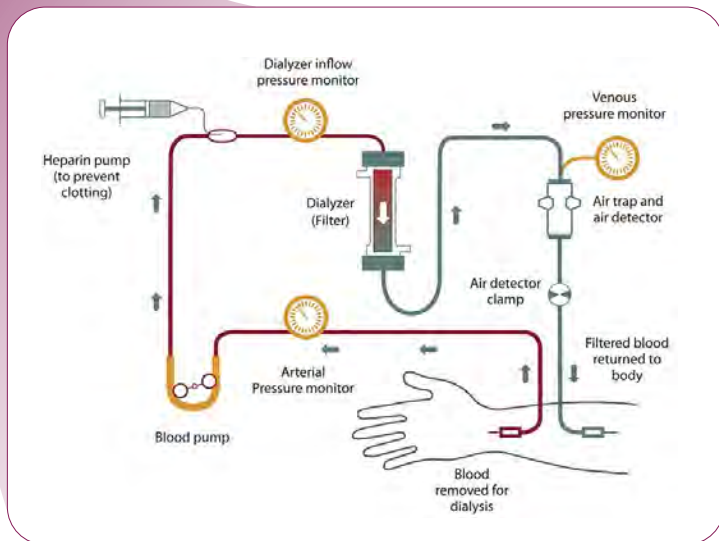 Dialyzer inflow
pressure monitor
Venous
pressure monitor
Heparin pump
(to prevent
clotting)
Dialyzer
(Filter)
Air trap and
air detector
Air detector
clamp
Arterial
Pressure monitor
Filtered blood
returned to
body
Blood pump
Blood
removed for
dialysis